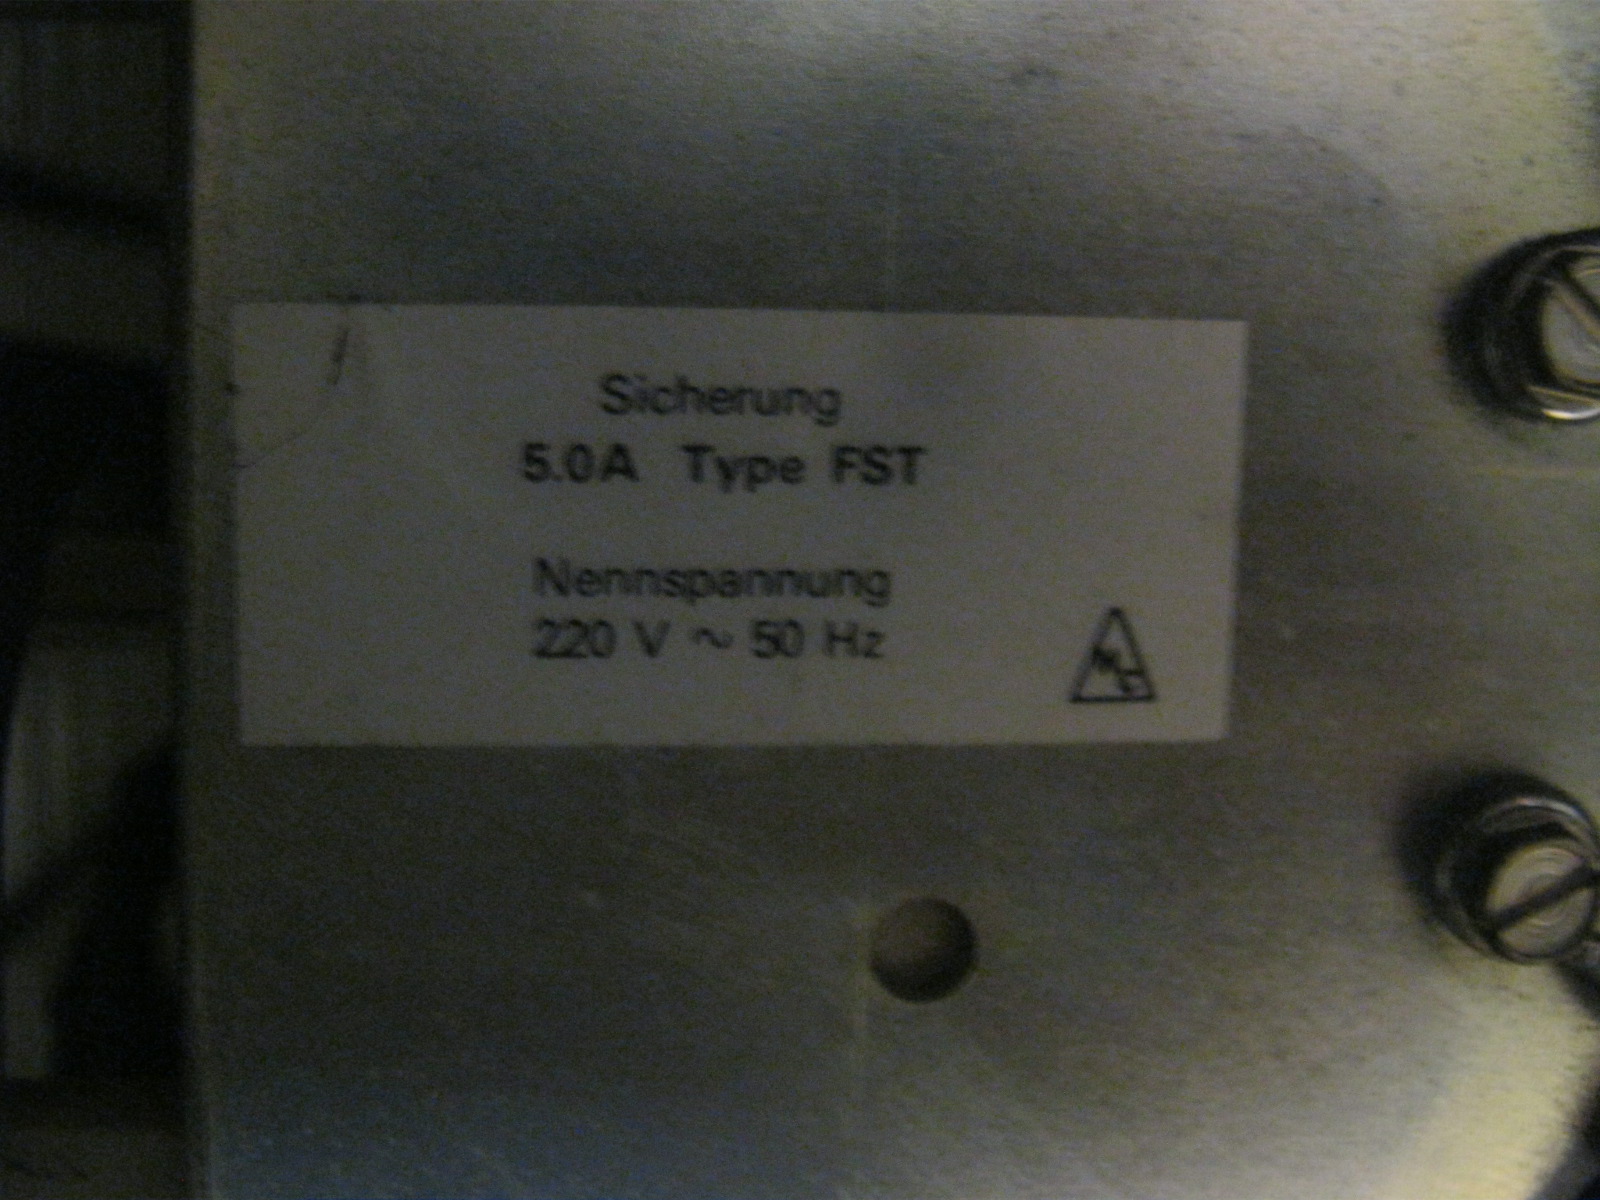 Sicherung
5.0A Type FST
Nennspannung
220 V ~ 50 Hz